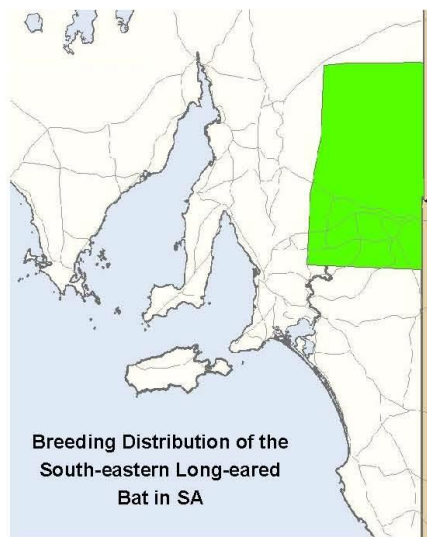 Breeding Distribution of the
South-eastern Long-eared
Bat in SA